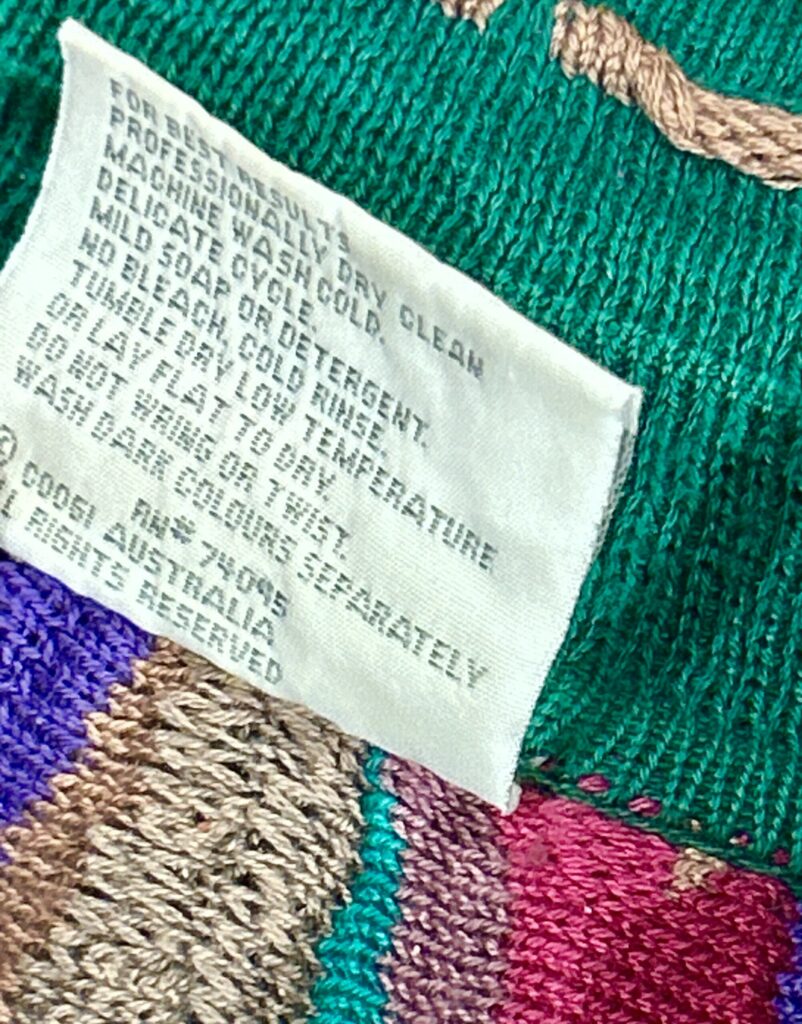 FOR BEST RESULTS
PROFESSIONALLY DRY CLEAN
MACHINE WASH COLD.
DELICATE CYCLE.
MILD SOAP OR DETERGENT.
NO BLEACH, COLD RINSE.
TUMBLE DRY LOW TEMPERATURE
OR LAY FLAT TO DRY.
DO NOT WRING OR TWIST.
WASH DARK COLOURS SEPARATELY
RN# 74095
© COOGI AUSTRALIA
L RIGHTS RESERVED